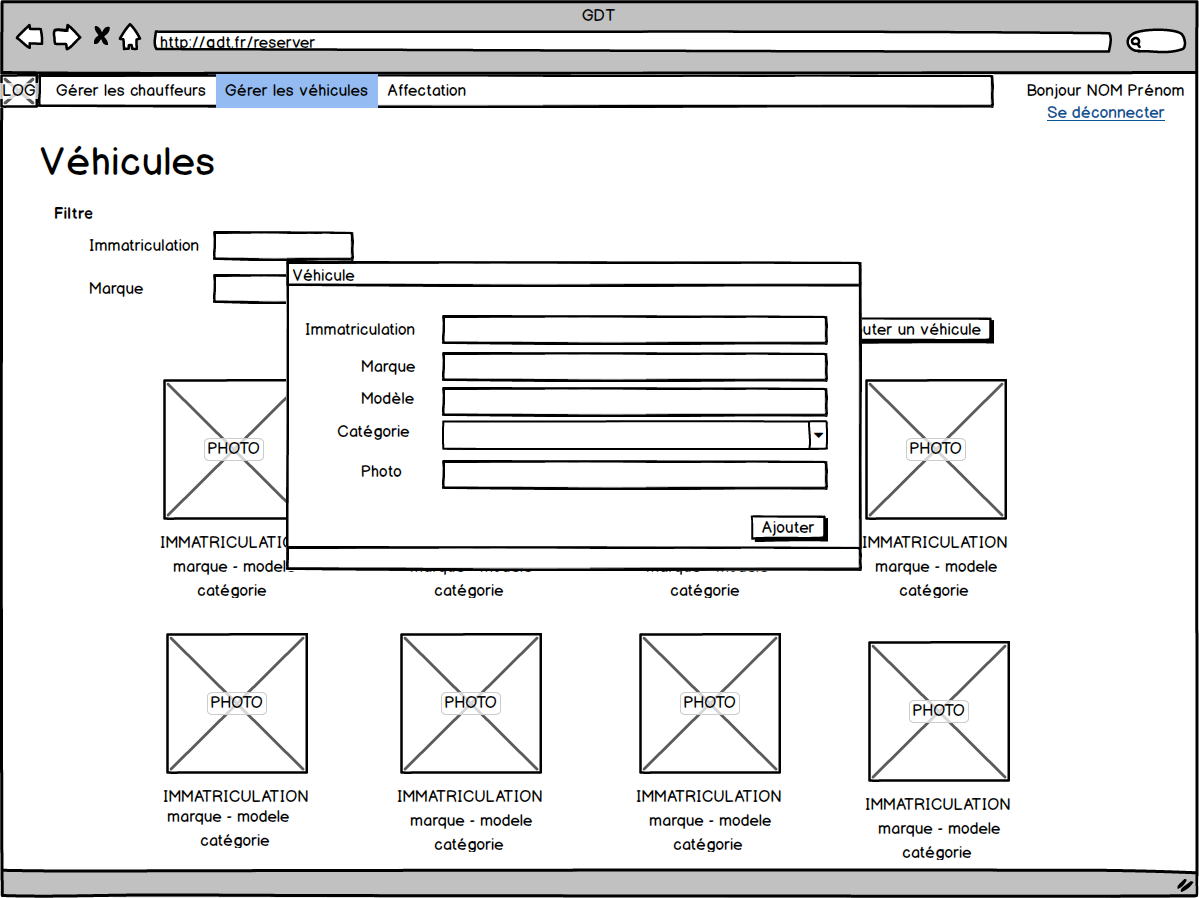 GDT
http://gdt.fr/reserver
LOG Gérer les chauffeurs Gérer les véhicules Affectation Bonjour NOM Prénom
Se déconnecter
Véhicules
Filtre
Immatriculation
Marque
Véhicule
Immatriculation
Marque
Modèle
Catégorie
Photo
Ajouter
uter un véhicule
PHOTO PHOTO
IMMATRICULATION IMMATRICULATION
marque - model marque - modele
catégorie catégorie catégorie catégorie
PHOTO PHOTO PHOTO PHOTO
IMMATRICULATION IMMATRICULATION IMMATRICULATION IMMATRICULATION
marque - modele marque - modele marque - modele marque - modele
catégorie catégorie catégorie catégorie